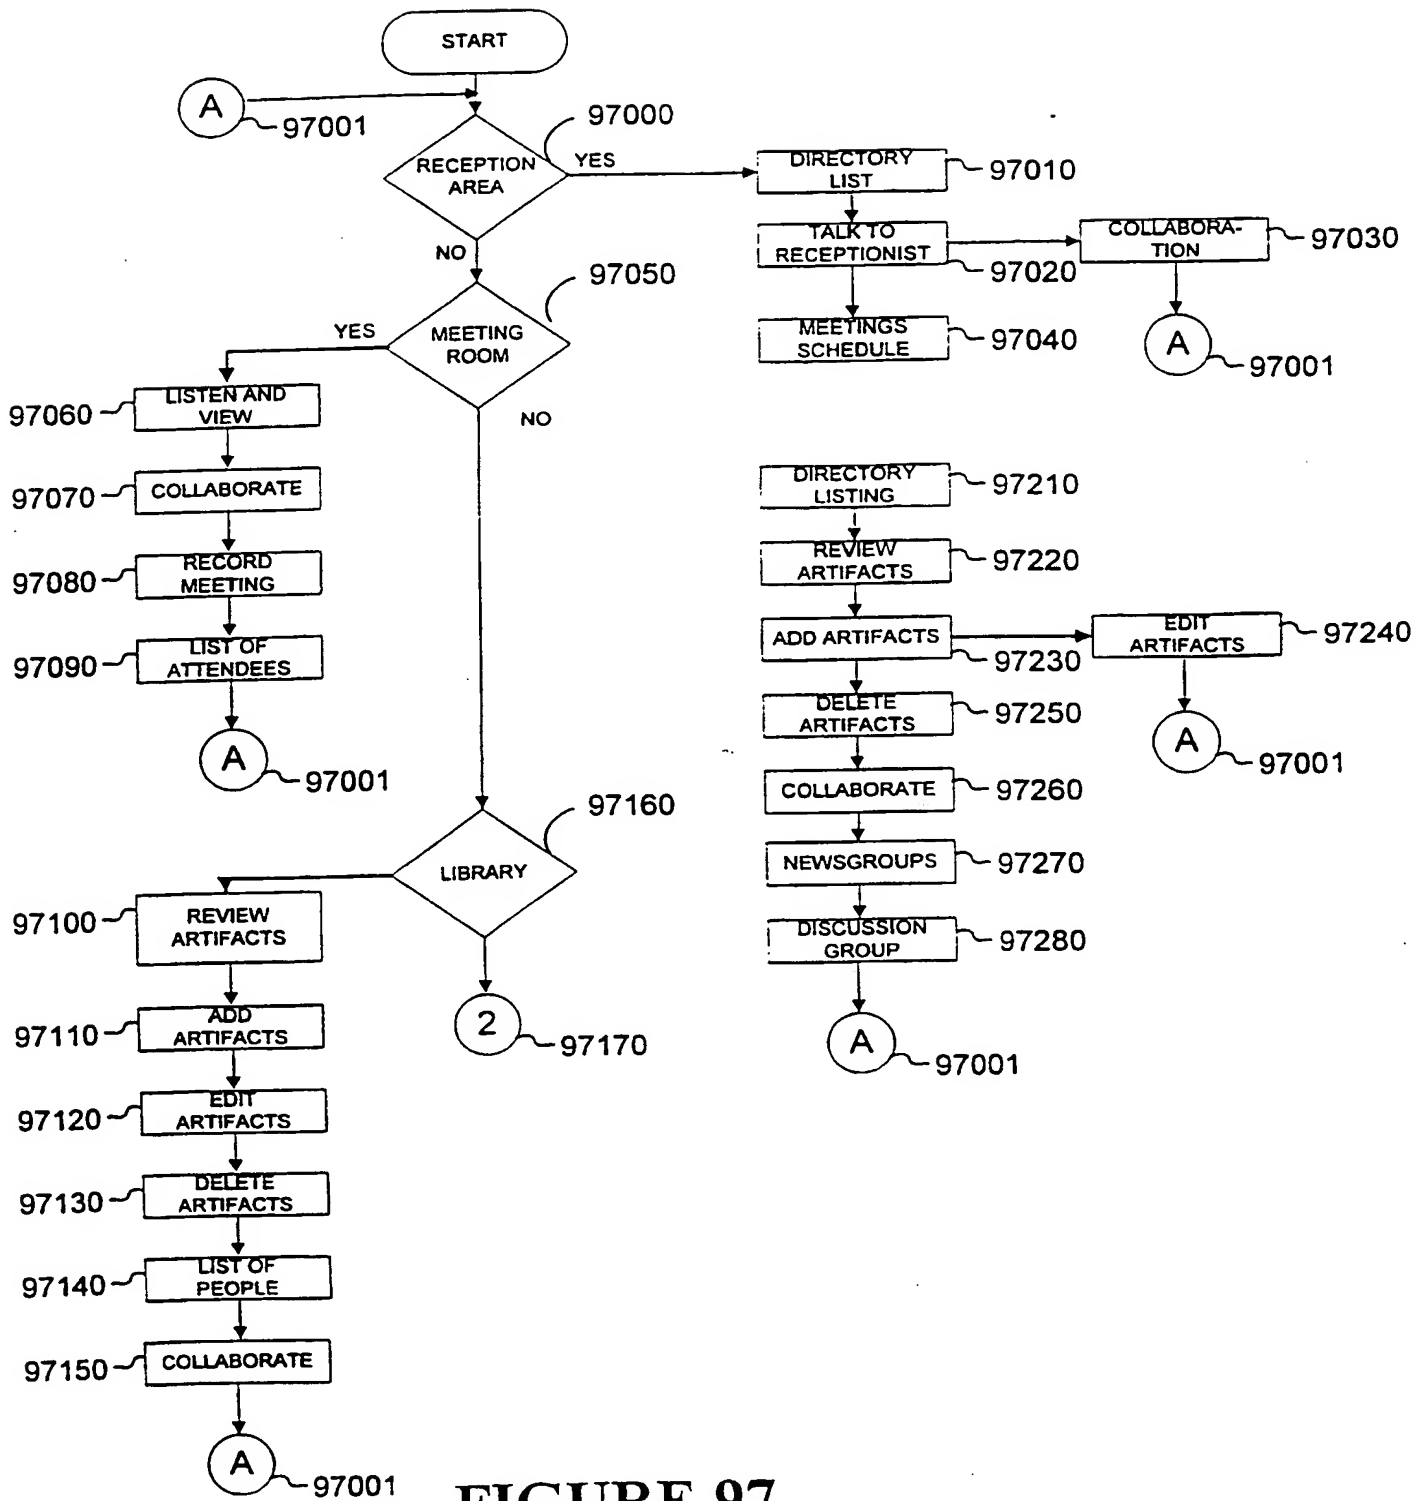 START
A
97001
97000
RECEPTION
AREA
YES
NO
DIRECTORY
LIST
97010
TALK TO
RECEPTIONIST
97020
COLLABORA-
TION
97030
MEETINGS
SCHEDULE
97040
A
97001
97050
MEETING
ROOM
YES
NO
97060
LISTEN AND
VIEW
97070
COLLABORATE
97080
RECORD
MEETING
97090
LIST OF
ATTENDEES
A
97001
DIRECTORY
LISTING
97210
REVIEW
ARTIFACTS
97220
ADD ARTIFACTS
97230
EDIT
ARTIFACTS
97240
DELETE
ARTIFACTS
97250
A
97001
COLLABORATE
97260
NEWSGROUPS
97270
DISCUSSION
GROUP
97280
A
97001
97160
LIBRARY
2
97170
97100
REVIEW
ARTIFACTS
97110
ADD
ARTIFACTS
97120
EDIT
ARTIFACTS
97130
DELETE
ARTIFACTS
97140
LIST OF
PEOPLE
97150
COLLABORATE
A
97001
FIGURE 97